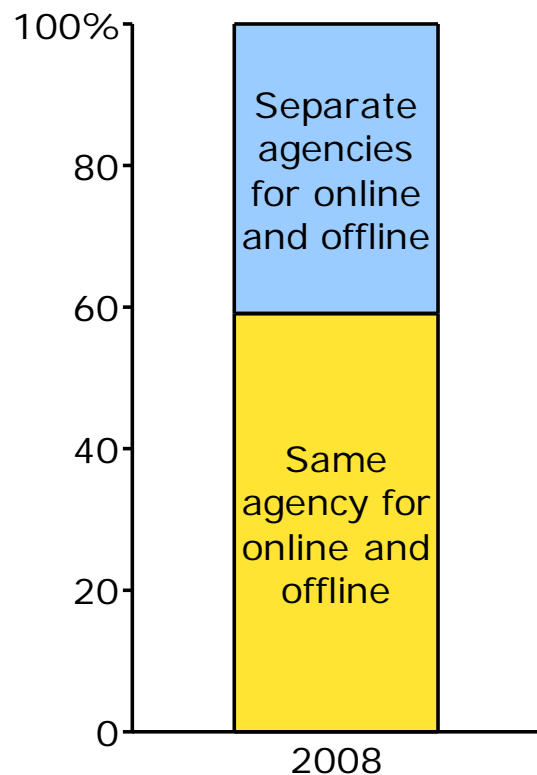 100%
Separate
agencies
for online
and offline
80
60
40
Same
agency for
online and
offline
20
0
2008